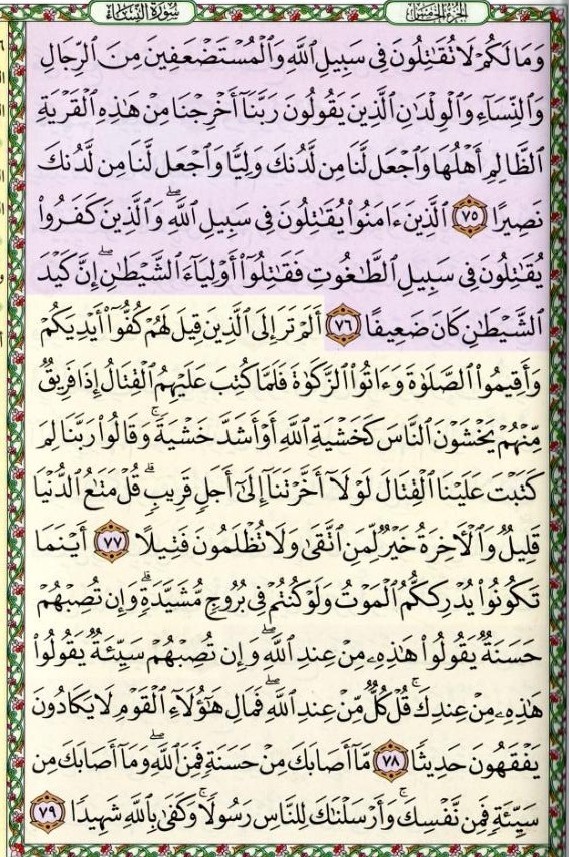 سُورَةُ النِّسَاءِ
الجزء الخامس
وَمَا لَكُمْ لَا تُقَٰتِلُونَ فِى سَبِيلِ ٱللَّهِ وَٱلْمُسْتَضْعَفِينَ مِنَ ٱلرِّجَالِ
وَٱلنِّسَآءِ وَٱلْوِلْدَٰنِ ٱلَّذِينَ يَقُولُونَ رَبَّنَآ أَخْرِجْنَا مِنْ هَٰذِهِ ٱلْقَرْيَةِ
ٱلظَّالِمِ أَهْلُهَا وَٱجْعَل لَّنَا مِن لَّدُنكَ وَلِيًّا وَٱجْعَل لَّنَا مِن لَّدُنكَ
نَصِيرًا ٧٥ ٱلَّذِينَ ءَامَنُوا۟ يُقَٰتِلُونَ فِى سَبِيلِ ٱللَّهِ ۖ وَٱلَّذِينَ كَفَرُوا۟
يُقَٰتِلُونَ فِى سَبِيلِ ٱلطَّٰغُوتِ فَقَٰتِلُوٓا۟ أَوْلِيَآءَ ٱلشَّيْطَٰنِ ۖ إِنَّ كَيْدَ
ٱلشَّيْطَٰنِ كَانَ ضَعِيفًا ٧٦ أَلَمْ تَرَ إِلَى ٱلَّذِينَ قِيلَ لَهُمْ كُفُّوٓا۟ أَيْدِيَكُمْ
وَأَقِيمُوا۟ ٱلصَّلَوٰةَ وَءَاتُوا۟ ٱلزَّكَوٰةَ فَلَمَّا كُتِبَ عَلَيْهِمُ ٱلْقِتَالُ إِذَا فَرِيقٌ
مِّنْهُمْ يَخْشَوْنَ ٱلنَّاسَ كَخَشْيَةِ ٱللَّهِ أَوْ أَشَدَّ خَشْيَةً ۚ وَقَالُوا۟ رَبَّنَا لِمَ
كَتَبْتَ عَلَيْنَا ٱلْقِتَالَ لَوْلَآ أَخَّرْتَنَآ إِلَىٰٓ أَجَلٍ قَرِيبٍ ۗ قُلْ مَتَٰعُ ٱلدُّنْيَا
قَلِيلٌ وَٱلْءَاخِرَةُ خَيْرٌ لِّمَنِ ٱتَّقَىٰ وَلَا تُظْلَمُونَ فَتِيلًا ٧٧ أَيْنَمَا
تَكُونُوا۟ يُدْرِككُّمُ ٱلْمَوْتُ وَلَوْ كُنتُمْ فِى بُرُوجٍ مُّشَيَّدَةٍ ۗ وَإِن تُصِبْهُمْ
حَسَنَةٌ يَقُولُوا۟ هَٰذِهِۦ مِنْ عِندِ ٱللَّهِ ۖ وَإِن تُصِبْهُمْ سَيِّئَةٌ يَقُولُوا۟
هَٰذِهِۦ مِنْ عِندِكَ ۚ قُلْ كُلٌّ مِّنْ عِندِ ٱللَّهِ ۖ فَمَالِ هَٰٓؤُلَآءِ ٱلْقَوْمِ لَا يَكَادُونَ
يَفْقَهُونَ حَدِيثًا ٧٨ مَّآ أَصَابَكَ مِنْ حَسَنَةٍ فَمِنَ ٱللَّهِ ۖ وَمَآ أَصَابَكَ مِن
سَيِّئَةٍ فَمِن نَّفْسِكَ ۚ وَأَرْسَلْنَٰكَ لِلنَّاسِ رَسُولًا ۚ وَكَفَىٰ بِٱللَّهِ شَهِيدًا ٧٩